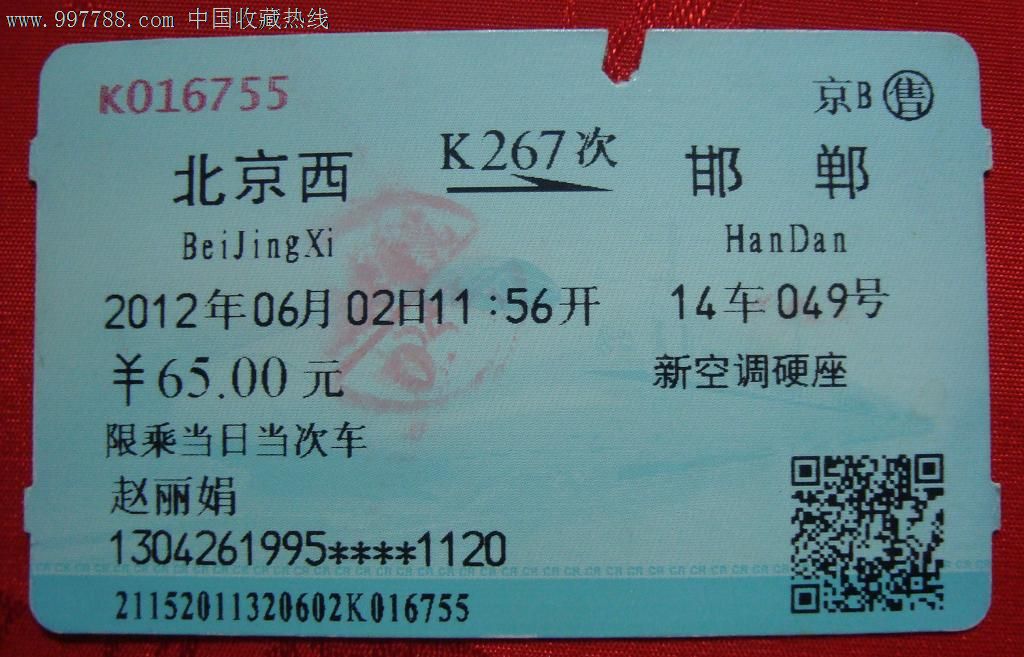 www.997788.com 中国收藏热线
K016755
京B 售
北京西 K267次 邯郸
BeiJingXi HanDan
2012年06月02日11:56开 14车049号
￥65.00元 新空调硬座
限乘当日当次车
赵丽娟
1304261995****1120
21152011320602K016755